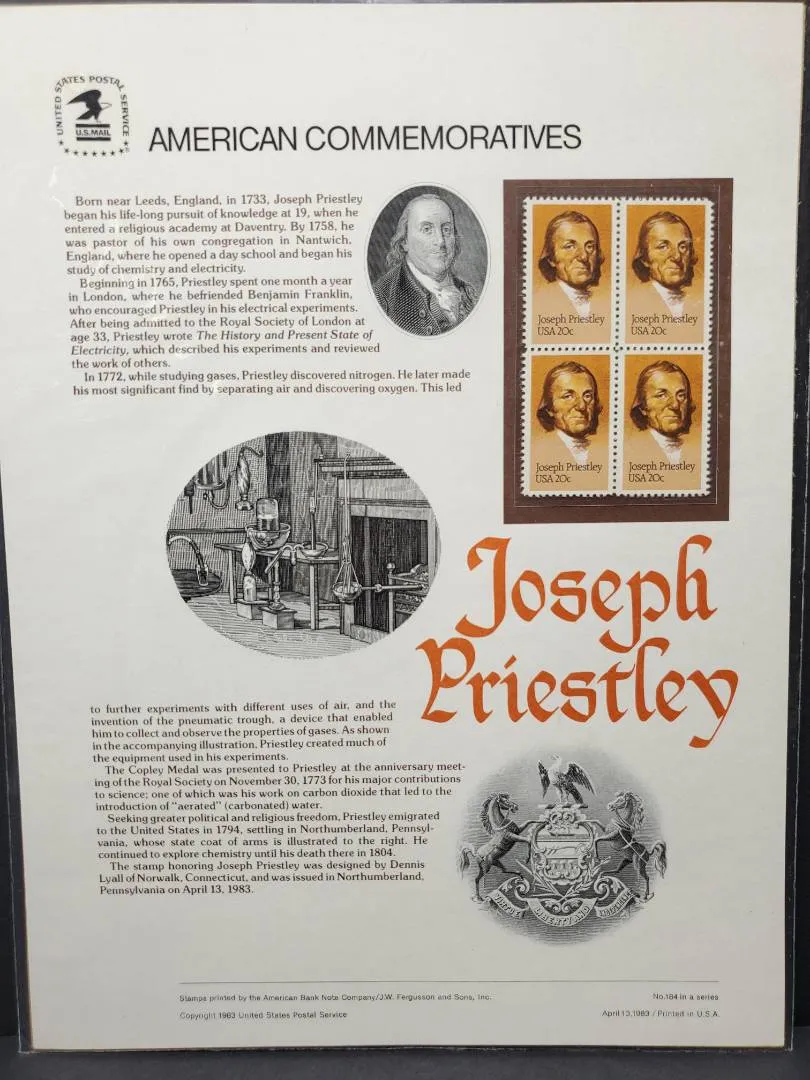 UNITED STATES POSTAL SERVICE
U.S.MAIL
AMERICAN COMMEMORATIVES
Born near Leeds, England, in 1733, Joseph Priestley
began his life-long pursuit of knowledge at 19, when he
entered a religious academy at Daventry. By 1758, he
was pastor of his own congregation in Nantwich,
England, where he opened a day school and began his
study of chemistry and electricity.
Beginning in 1765, Priestley spent one month a year
in London, where he befriended Benjamin Franklin,
who encouraged Priestley in his electrical experiments.
After being admitted to the Royal Society of London at
age 33, Priestley wrote The History and Present State of
Electricity, which described his experiments and reviewed
the work of others.
In 1772, while studying gases, Priestley discovered nitrogen. He later made
his most significant find by separating air and discovering oxygen. This led
Joseph Priestley
USA 20c
Joseph Priestley
USA 20c
Joseph Priestley
USA 20c
Joseph Priestley
USA 20c
Joseph
Priestley
to further experiments with different uses of air, and the
invention of the pneumatic trough, a device that enabled
him to collect and observe the properties of gases. As shown
in the accompanying illustration, Priestley created much of
the equipment used in his experiments.
The Copley Medal was presented to Priestley at the anniversary meet-
ing of the Royal Society on November 30, 1773 for his major contributions
to science; one of which was his work on carbon dioxide that led to the
introduction of "aerated" (carbonated) water.
Seeking greater political and religious freedom, Priestley emigrated
to the United States in 1794, settling in Northumberland, Pennsyl-
vania, whose state coat of arms is illustrated to the right. He
continued to explore chemistry until his death there in 1804.
The stamp honoring Joseph Priestley was designed by Dennis
Lyall of Norwalk, Connecticut, and was issued in Northumberland,
Pennsylvania on April 13, 1983.
VIRTUE LIBERTY AND INDEPENDENCE
Stamps printed by the American Bank Note Company/J.W. Fergusson and Sons, Inc.
No.184 in a series
Copyright 1983 United States Postal Service
April 13,1983 / Printed in U.S.A.